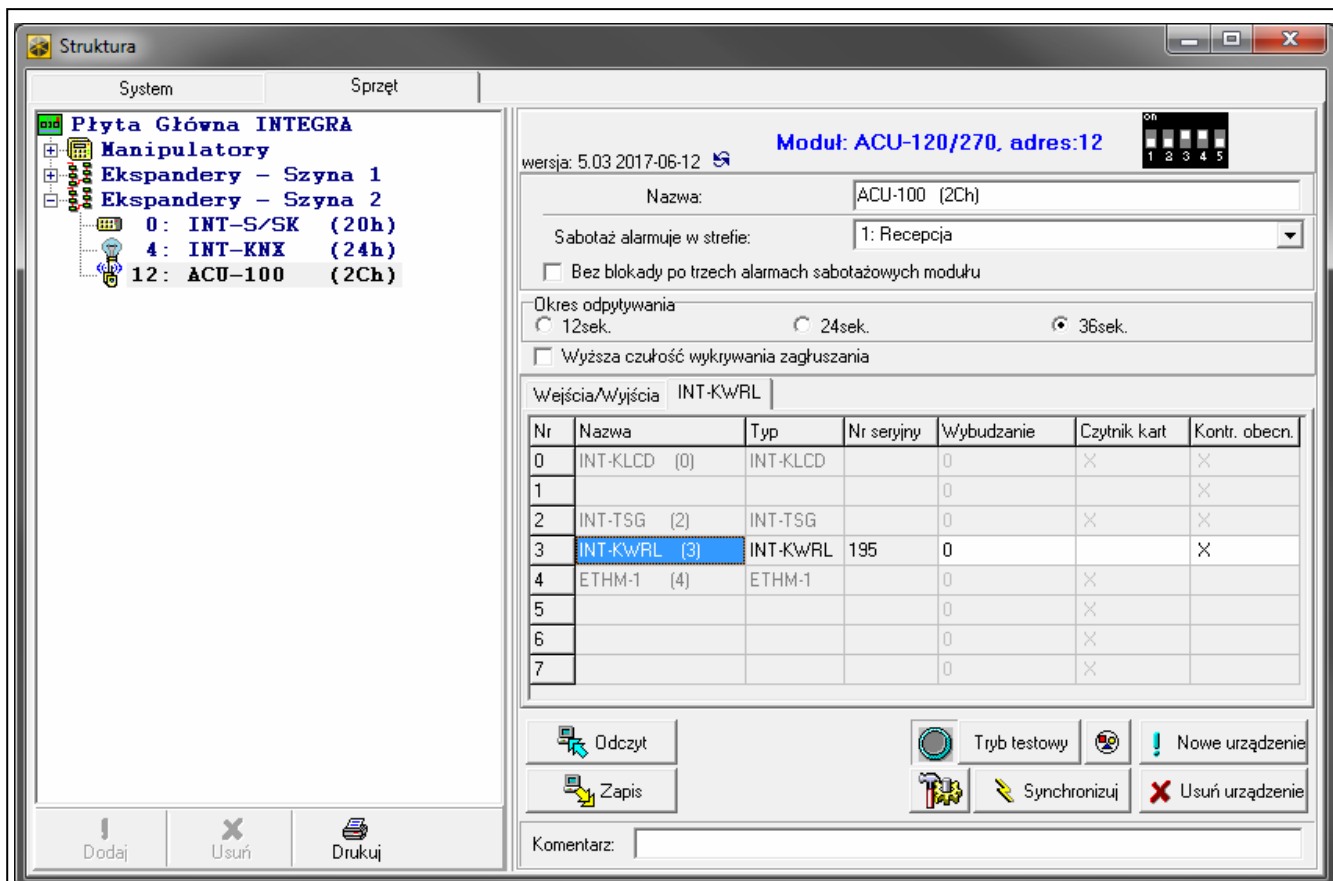 Struktura
System
Sprzęt
Płyta Główna INTEGRA
Manipulatory
Ekspandery – Szyna 1
Ekspandery – Szyna 2
0: INT-S/SK (20h)
4: INT-KNX (24h)
12: ACU-100 (2Ch)
Dodaj
Usuń
Drukuj
wersja: 5.03 2017-06-12
Moduł: ACU-120/270, adres:12
on
1 2 3 4 5
Nazwa: ACU-100 (2Ch)
Sabotaż alarmuje w strefie: 1: Recepcja
Bez blokady po trzech alarmach sabotażowych modułu
Okres odpytywania
12sek. 24sek. 36sek.
Wyższa czułość wykrywania zagłuszania
Wejścia/Wyjścia INT-KWRL
Nr Nazwa Typ Nr seryjny Wybudzanie Czytnik kart Kontr. obecn.
0 INT-KLCD (0) INT-KLCD 0 X X
1 0 X
2 INT-TSG (2) INT-TSG 0 X X
3 INT-KWRL (3) INT-KWRL 195 0 X
4 ETHM-1 (4) ETHM-1 0 X
5 0 X
6 0 X
7 0 X
Odczyt
Tryb testowy
Nowe urządzenie
Zapis
Synchronizuj
Usuń urządzenie
Komentarz: